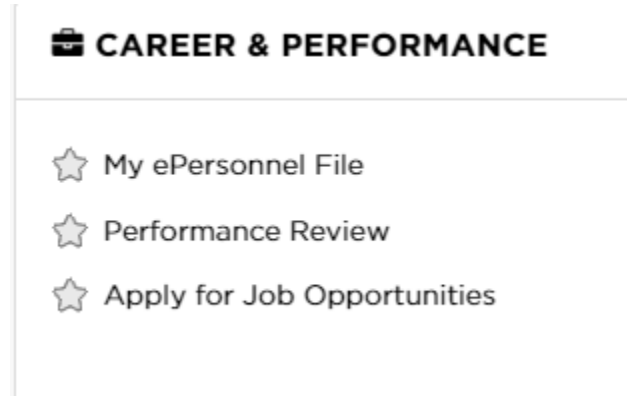 CAREER & PERFORMANCE
My ePersonnel File
Performance Review
Apply for Job Opportunities